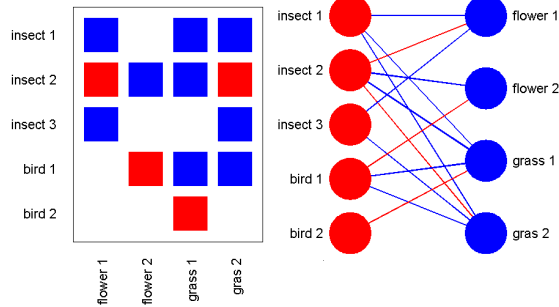 insect 1
insect 2
insect 3
bird 1
bird 2
flower 1
flower 2
grass 1
gras 2
insect 1
insect 2
insect 3
bird 1
bird 2
flower 1
flower 2
grass 1
gras 2